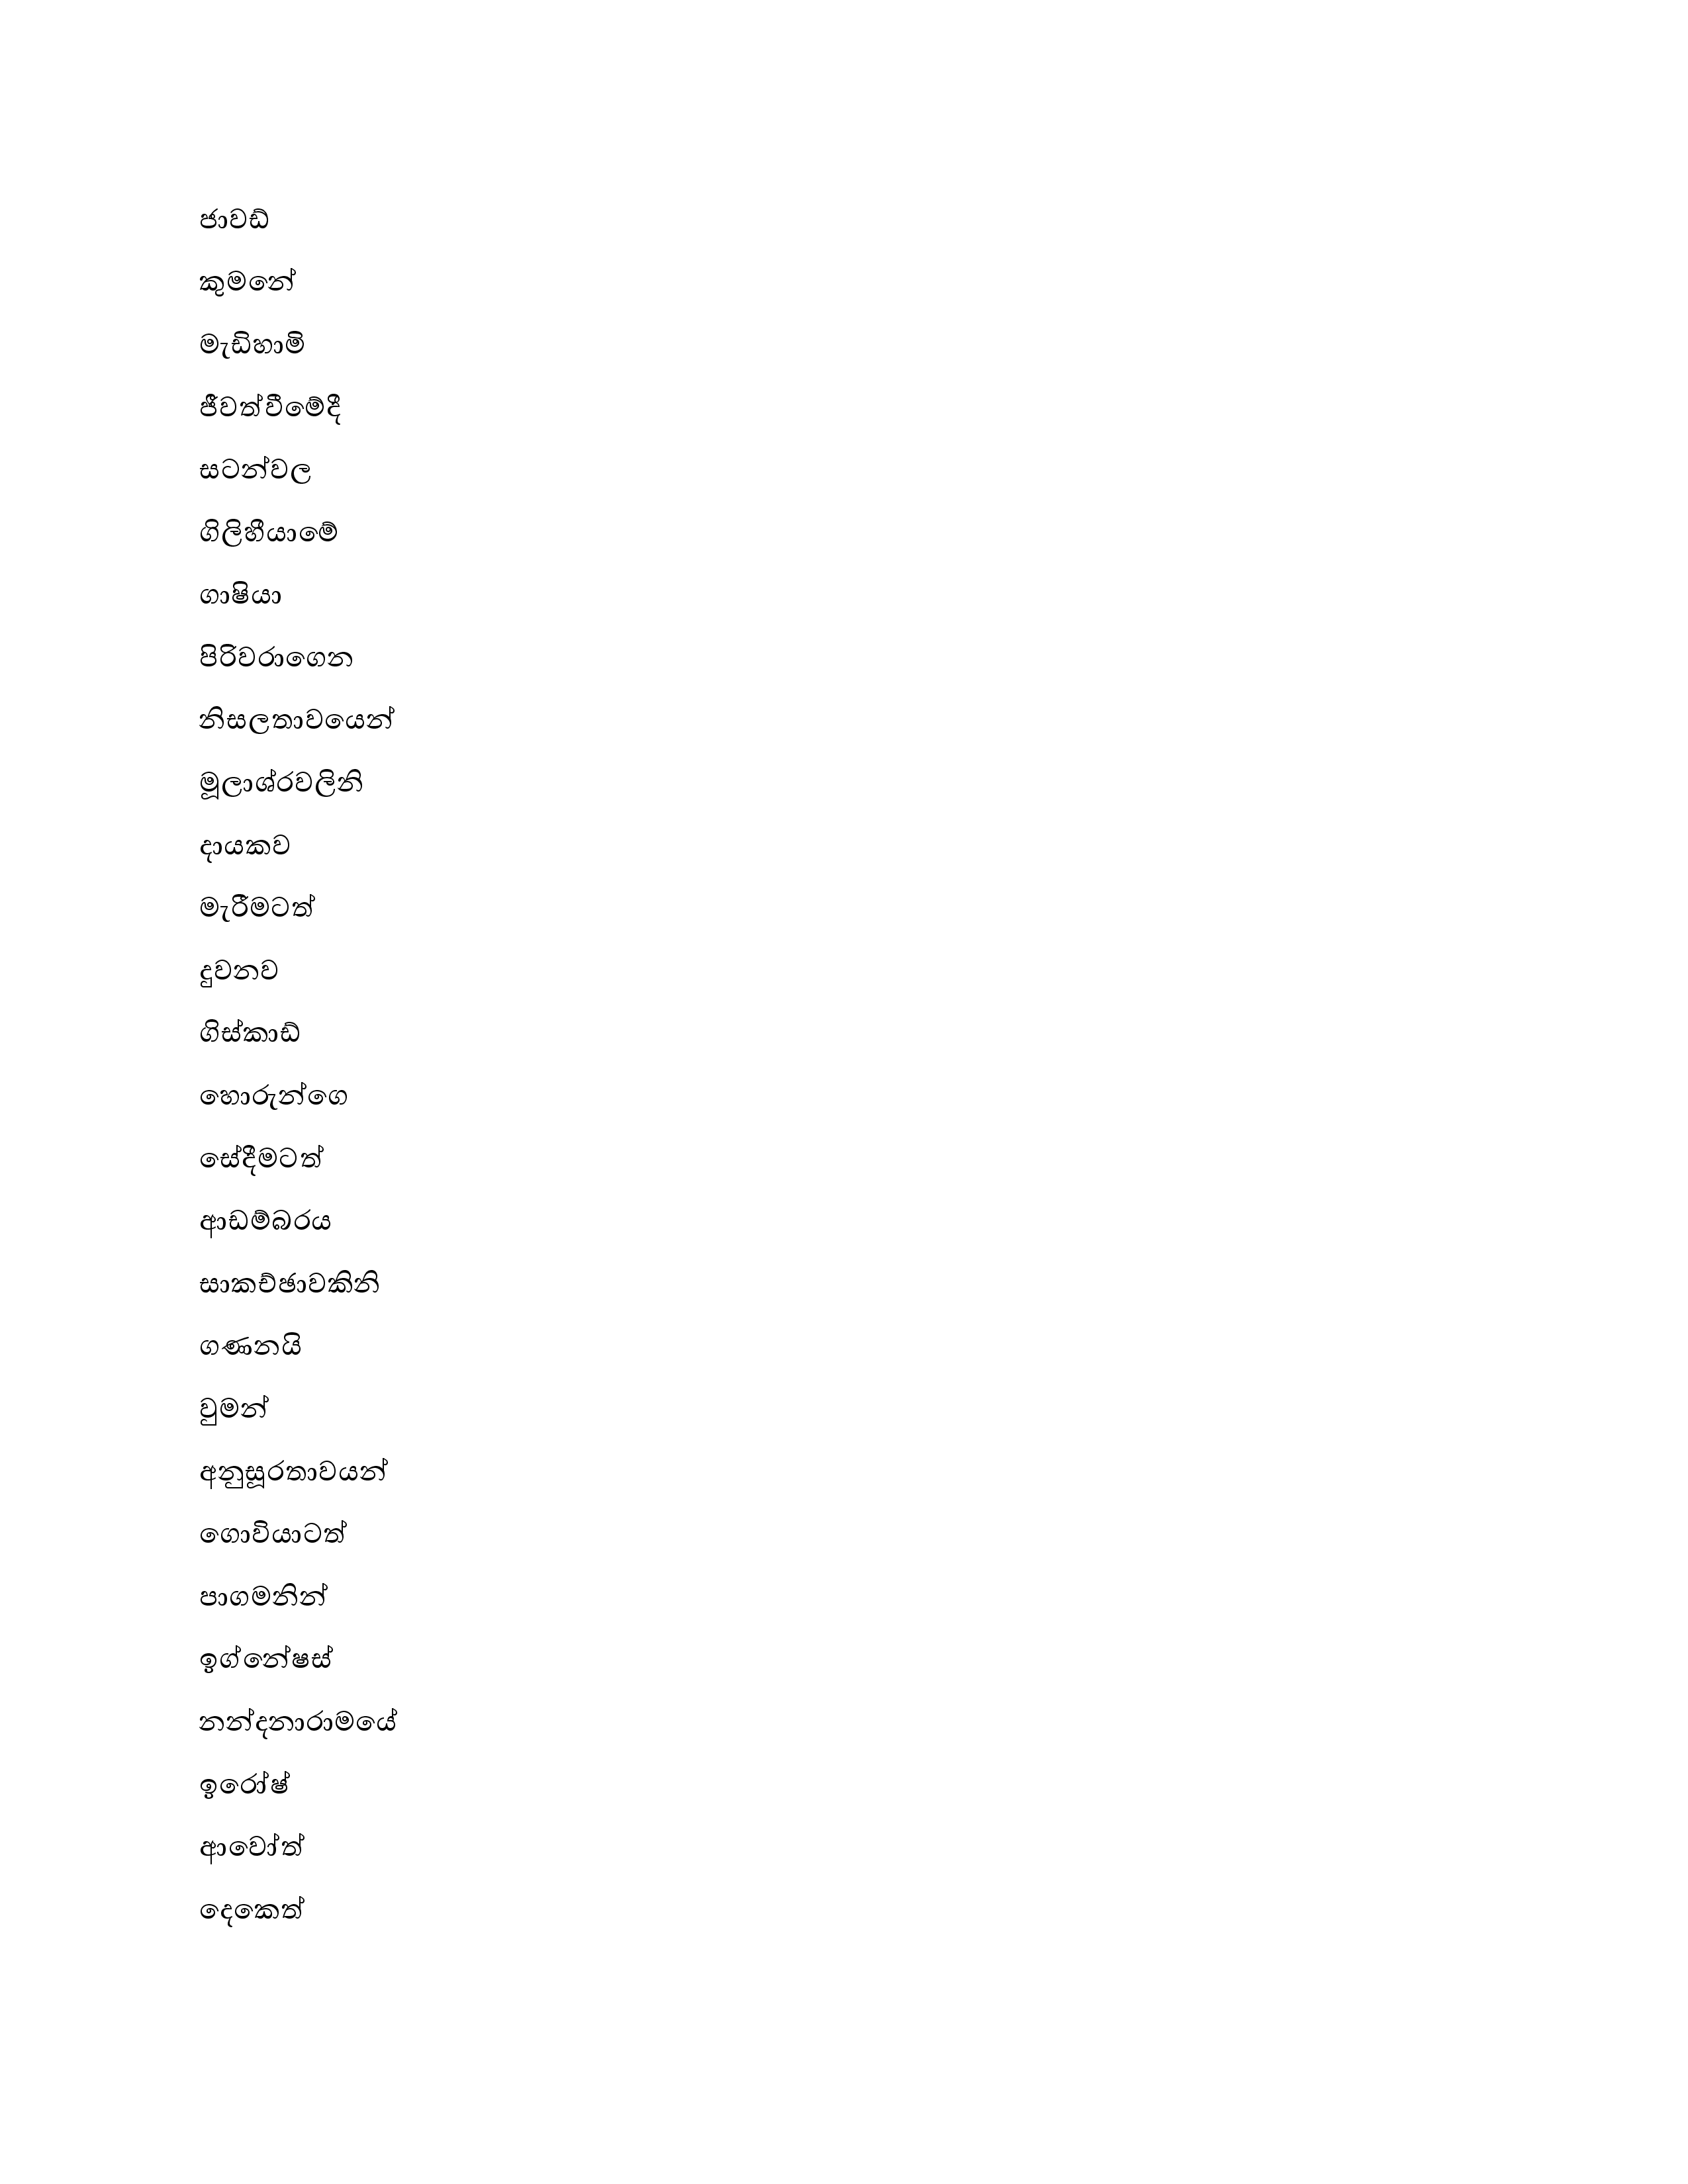 ජාවඩ්
කුමනේ
මැඩිහාමි
ජීවත්වීමේදී
සටන්වල
ගිලිහීයාමේ
ගාෂියා
පිරිවරාගෙන
නිසලතාවයෙන්
මූලාශ්රවලිනි
දායකව
මැරීමටත්
දුවනව
ගිස්කාඩ්
හොරුන්ගෙ
සේදීමටත්
ආඩම්බරය
සාකච්ඡාවකිනි
ගණනයි
වුමන්
අනුසූරතාවයන්
ගොවියාටත්
පාගමනින්
ඉග්නේෂස්
නන්දනාරාමයේ
ඉරෝෂ්
ආවෝත්
දෙකෙත්